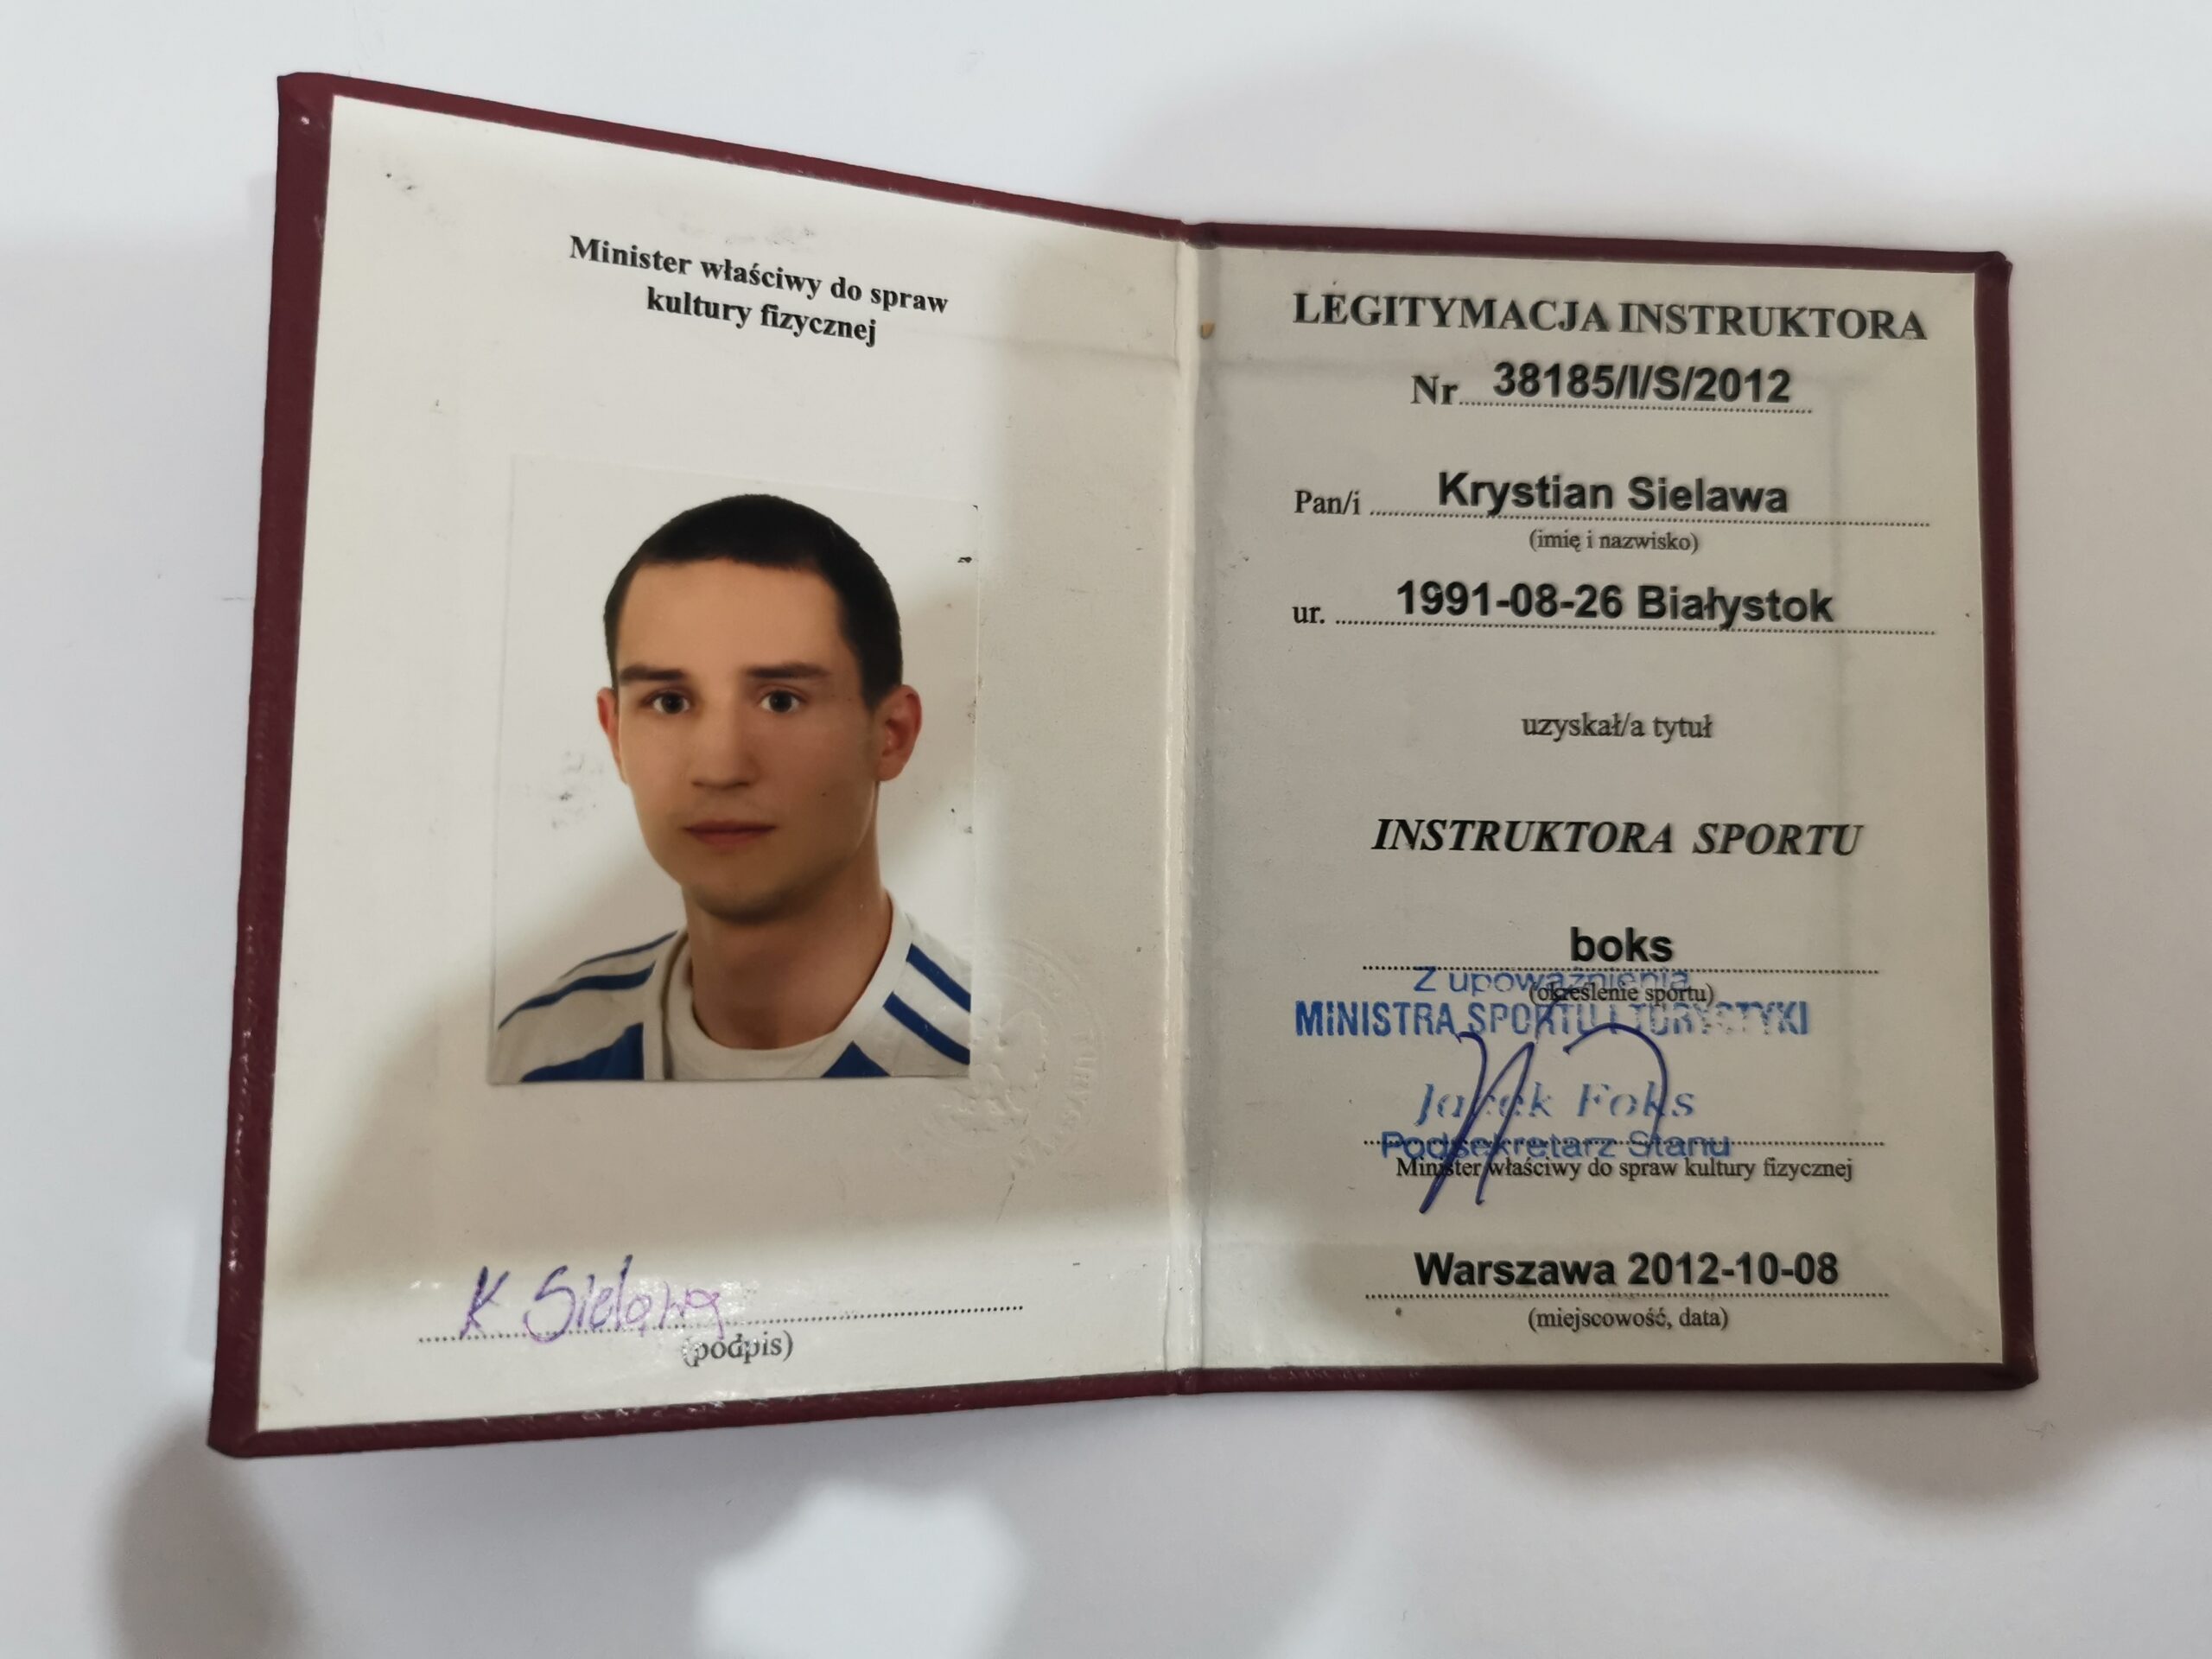 Minister właściwy do spraw
kultury fizycznej
K Sielawa
(podpis)
LEGITYMACJA INSTRUKTORA
Nr 38185/I/S/2012
Pan/i Krystian Sielawa
(imię i nazwisko)
ur. 1991-08-26 Białystok
uzyskał/a tytuł
INSTRUKTORA SPORTU
boks
(określenie sportu)
Z upoważnienia
MINISTRA SPORTU I TURYSTYKI
Jacek Foks
Podsekretarz Stanu
Minister właściwy do spraw kultury fizycznej
Warszawa 2012-10-08
(miejscowość, data)